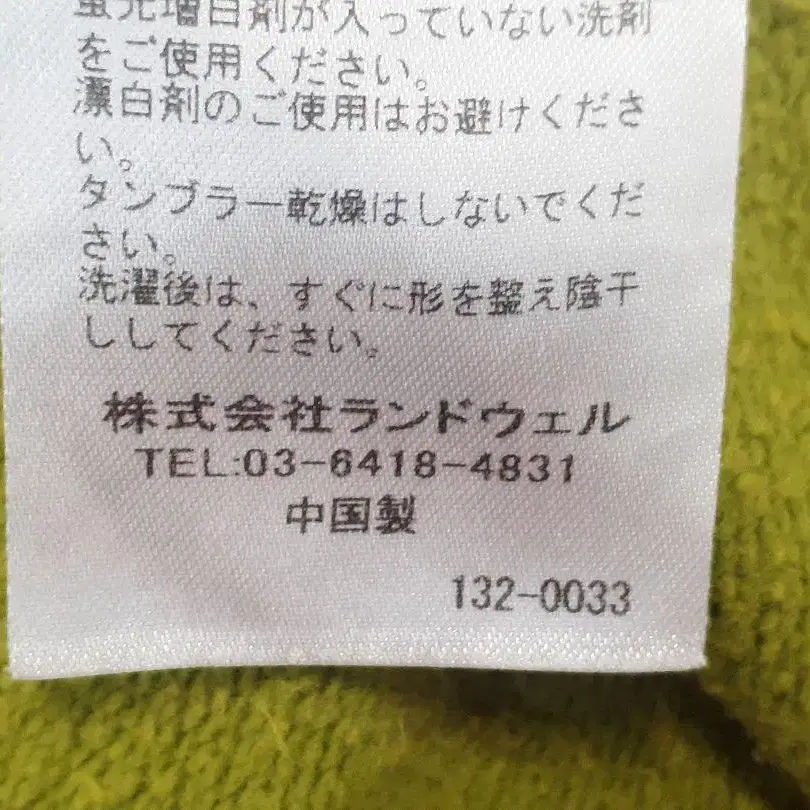 蛍光増白剤が入っていない洗剤
をご使用ください。
漂白剤のご使用はお避けくださ
い。
タンブラー乾燥はしないでくだ
さい。
洗濯後は、すぐに形を整え陰干
ししてください。
株式会社ランドウェル
TEL:03-6418-4831
中国製
132-0033